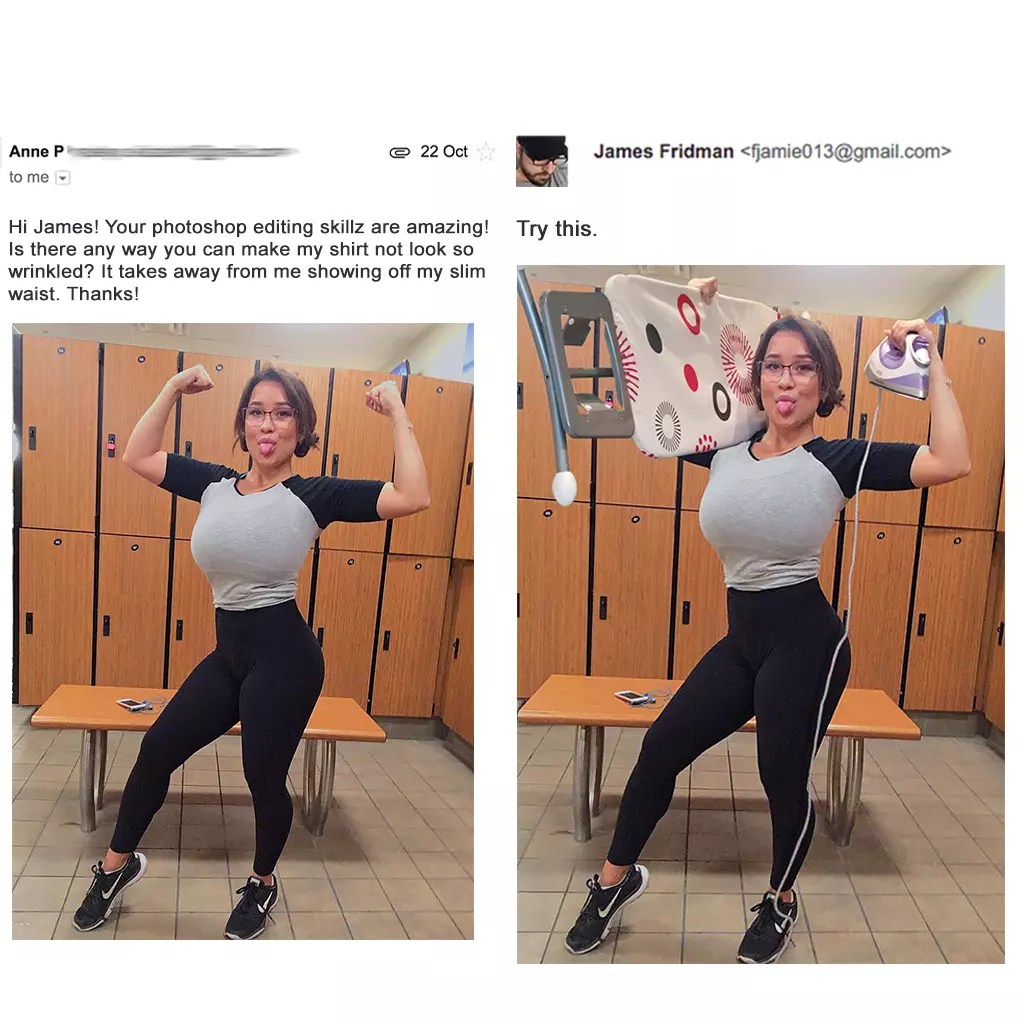 Anne P
22 Oct
to me
Hi James! Your photoshop editing skillz are amazing!
Is there any way you can make my shirt not look so
wrinkled? It takes away from me showing off my slim
waist. Thanks!
James Fridman <fjamie013@gmail.com>
Try this.